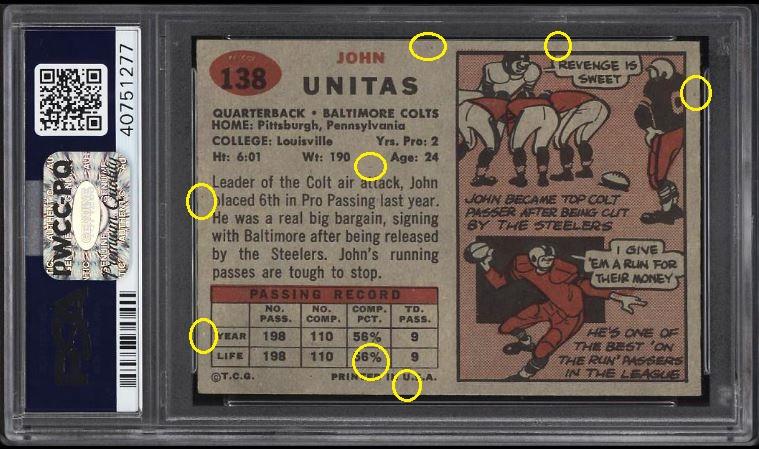 40751277
PWCC-PQ
PSA
138
JOHN
UNITAS
QUARTERBACK • BALTIMORE COLTS
HOME: Pittsburgh, Pennsylvania
COLLEGE: Louisville Yrs. Pro: 2
Ht: 6:01 Wt: 190 Age: 24
Leader of the Colt air attack, John
placed 6th in Pro Passing last year.
He was a real big bargain, signing
with Baltimore after being released
by the Steelers. John's running
passes are tough to stop.
PASSING RECORD
NO. PASS. NO. COMP. COMP. PCT. TD. PASS.
YEAR 198 110 56% 9
LIFE 198 110 56% 9
©T.C.G. PRINTED IN U.S.A.
REVENGE IS
SWEET
JOHN BECAME TOP COLT
PASSER AFTER BEING CUT
BY THE STEELERS
I GIVE
'EM A RUN FOR
THEIR MONEY
HE'S ONE OF
THE BEST 'ON
THE RUN' PASSERS
IN THE LEAGUE